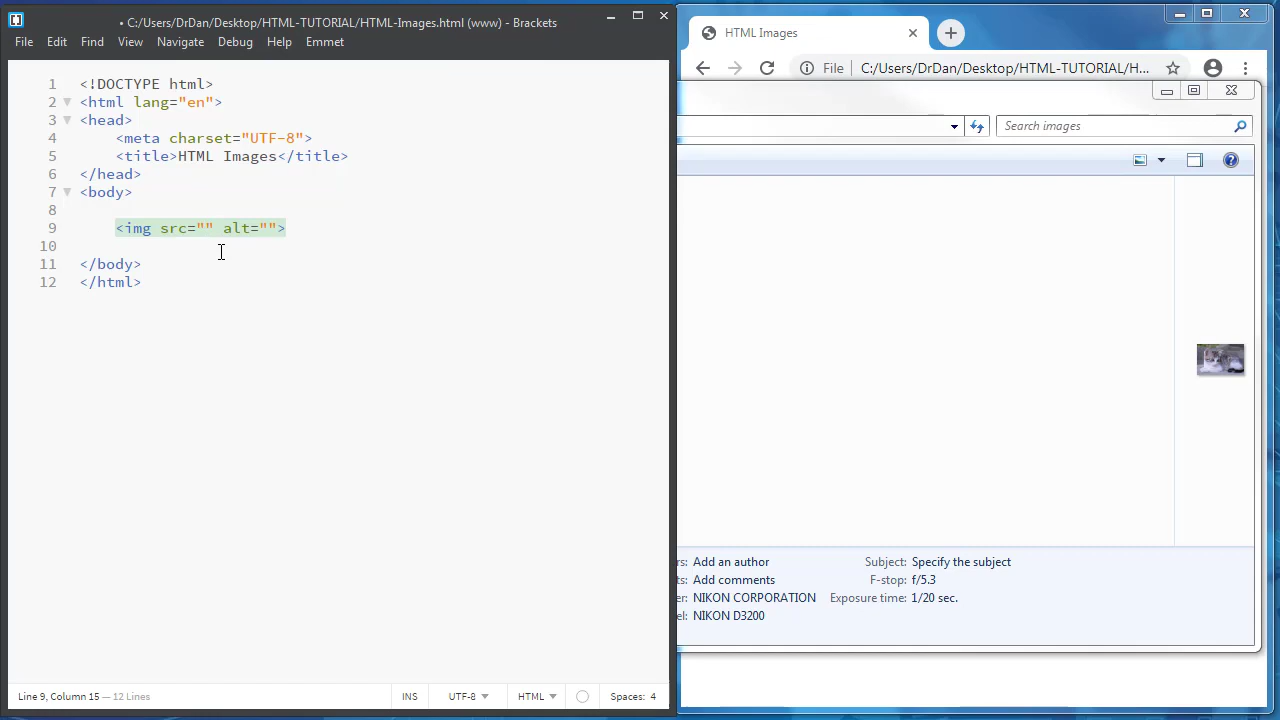 • C:/Users/DrDan/Desktop/HTML-TUTORIAL/HTML-Images.html (www) - Brackets
File Edit Find View Navigate Debug Help Emmet
1 <!DOCTYPE html>
2 <html lang="en">
3 <head>
4 <meta charset="UTF-8">
5 <title>HTML Images</title>
6 </head>
7 <body>
8
9 <img src="" alt="">
10
11 </body>
12 </html>
Line 9, Column 15 — 12 Lines
INS UTF-8 HTML Spaces: 4
HTML Images
File C:/Users/DrDan/Desktop/HTML-TUTORIAL/H...
Search images
rs: Add an author Subject: Specify the subject
ts: Add comments F-stop: f/5.3
er: NIKON CORPORATION Exposure time: 1/20 sec.
el: NIKON D3200